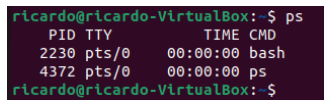 ricardo@ricardo-VirtualBox:~$ ps
    PID TTY          TIME CMD
   2230 pts/0    00:00:00 bash
   4372 pts/0    00:00:00 ps
ricardo@ricardo-VirtualBox:~$